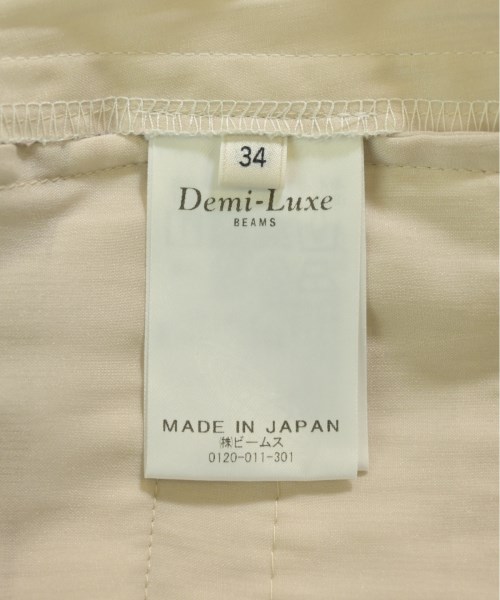 34
Demi-Luxe
BEAMS
MADE IN JAPAN
㈱ビームス
0120-011-301